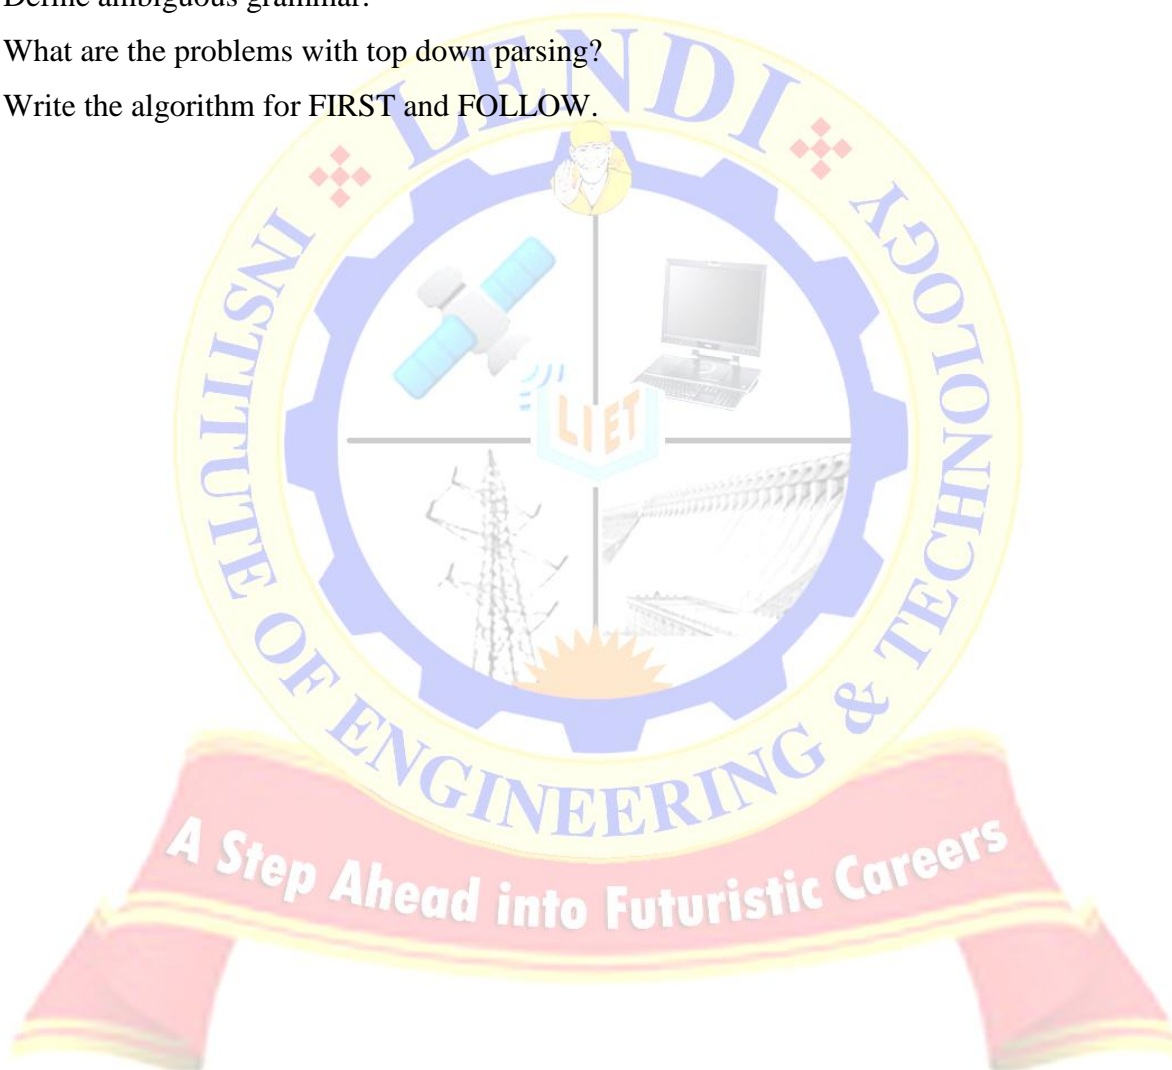 Define ambiguous grammar.
What are the problems with top down parsing?
Write the algorithm for FIRST and FOLLOW.
LENDI
INSTITUTE OF ENGINEERING & TECHNOLOGY
LIET
A Step Ahead into Futuristic Careers